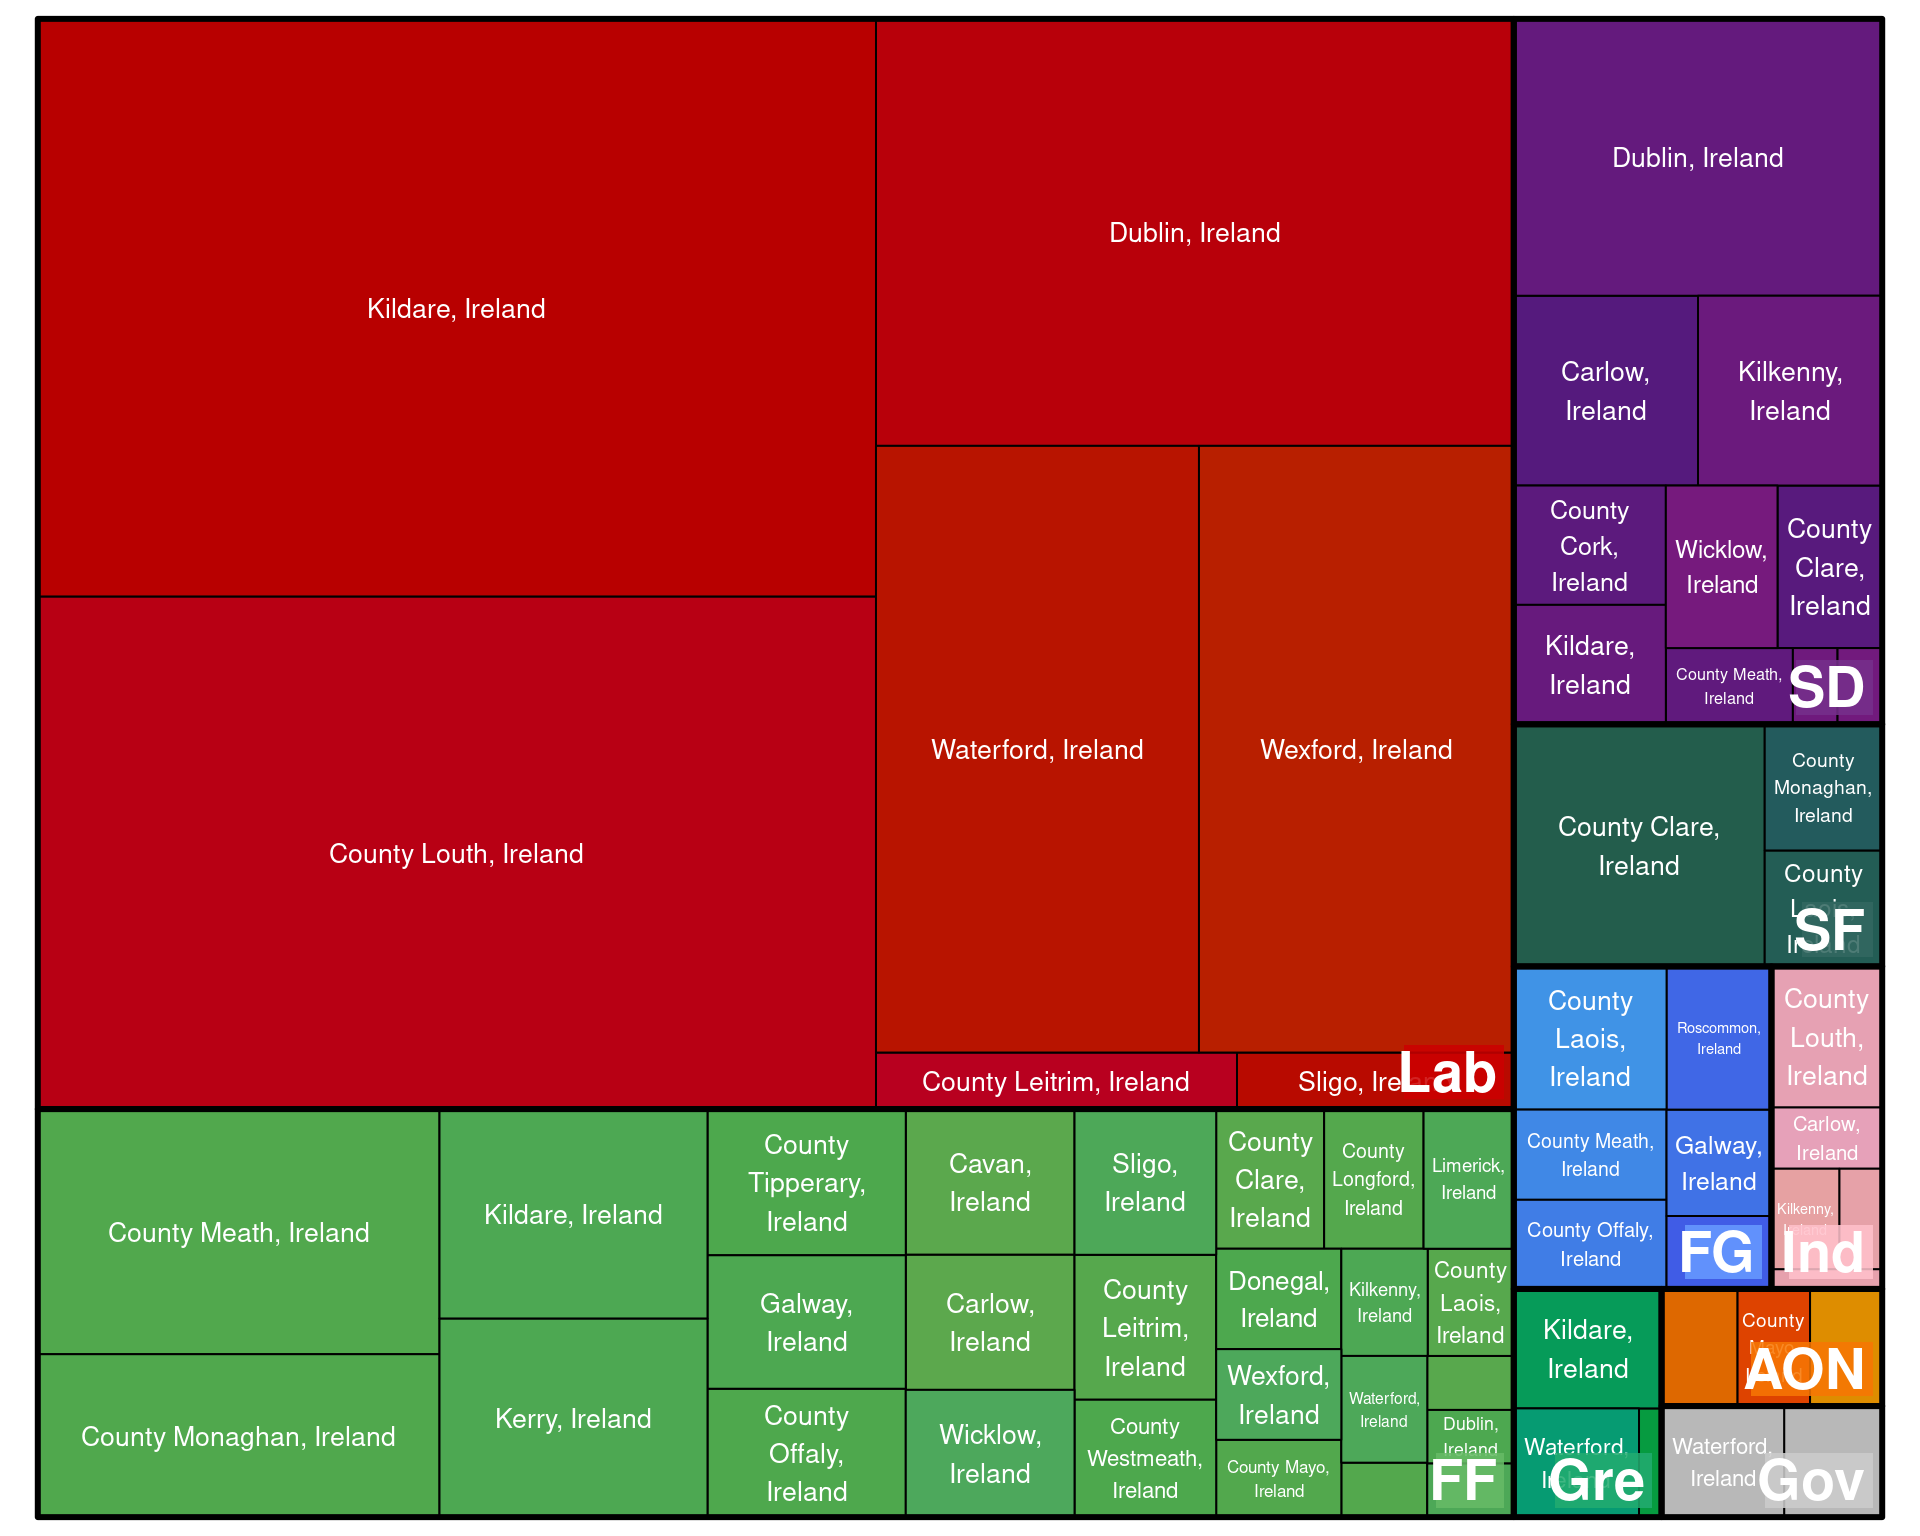 Kildare, Ireland
Dublin, Ireland
County Louth, Ireland
Waterford, Ireland
Wexford, Ireland
County Leitrim, Ireland
Sligo,
Lab
Dublin, Ireland
Carlow,
Ireland
Kilkenny,
Ireland
County
Cork,
Ireland
Wicklow,
Ireland
County
Clare,
Ireland
Kildare,
Ireland
County Meath,
Ireland
SD
County Clare,
Ireland
County
Monaghan,
Ireland
County
SF
County
Laois,
Ireland
Roscommon,
Ireland
County Meath,
Ireland
Galway,
Ireland
County Offaly,
Ireland
FG
County
Louth,
Ireland
Carlow,
Ireland
Kilkenny,
Ind
County Meath, Ireland
County Monaghan, Ireland
Kildare, Ireland
Kerry, Ireland
County
Tipperary,
Ireland
Galway,
Ireland
County
Offaly,
Ireland
Cavan,
Ireland
Carlow,
Ireland
Wicklow,
Ireland
Sligo,
Ireland
County
Leitrim,
Ireland
County
Westmeath,
Ireland
County
Clare,
Ireland
County
Longford,
Ireland
Limerick,
Ireland
Donegal,
Ireland
Kilkenny,
Ireland
County
Laois,
Ireland
Wexford,
Ireland
Waterford,
Ireland
County Mayo,
Ireland
Dublin,
Ireland
FF
Kildare,
Ireland
Waterford,
Gre
County
AON
Waterford,
Ireland
Gov